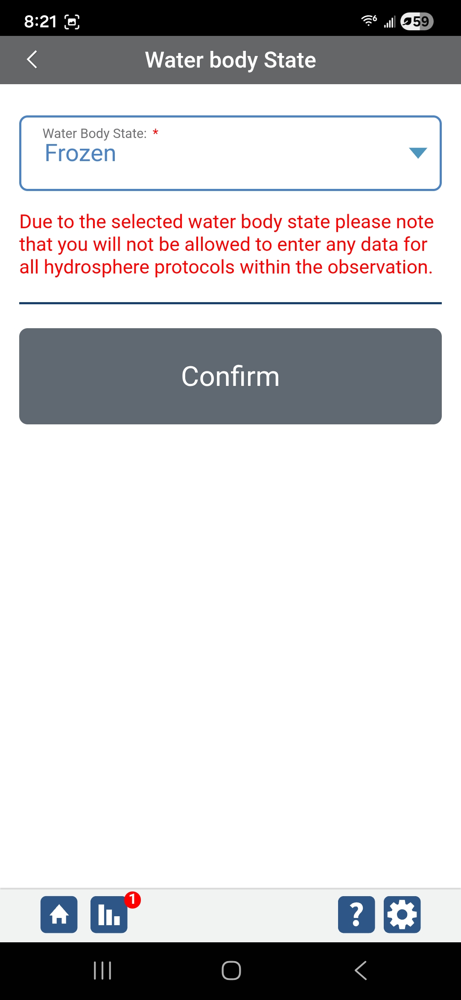 8:21
6
59
Water body State
Water Body State: *
Frozen
Due to the selected water body state please note
that you will not be allowed to enter any data for
all hydrosphere protocols within the observation.
Confirm
1
?